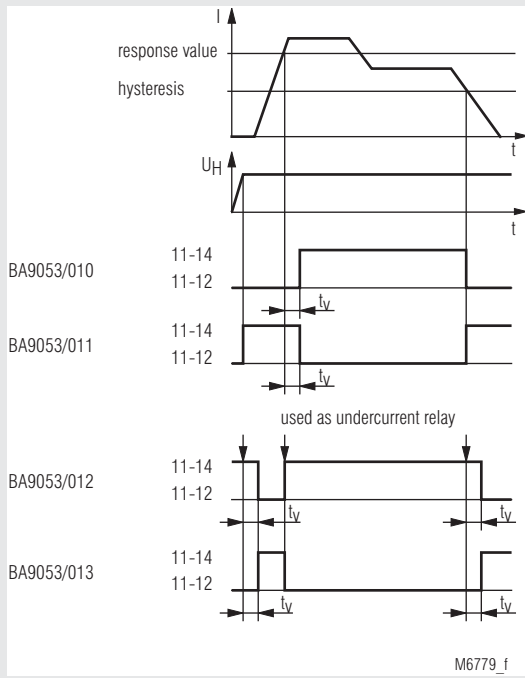 I
response value
hysteresis
t
UH
t
BA9053/010
11-14
11-12
tv
BA9053/011
11-14
11-12
tv
used as undercurrent relay
BA9053/012
11-14
11-12
tv
tv
BA9053/013
11-14
11-12
tv
tv
M6779_f